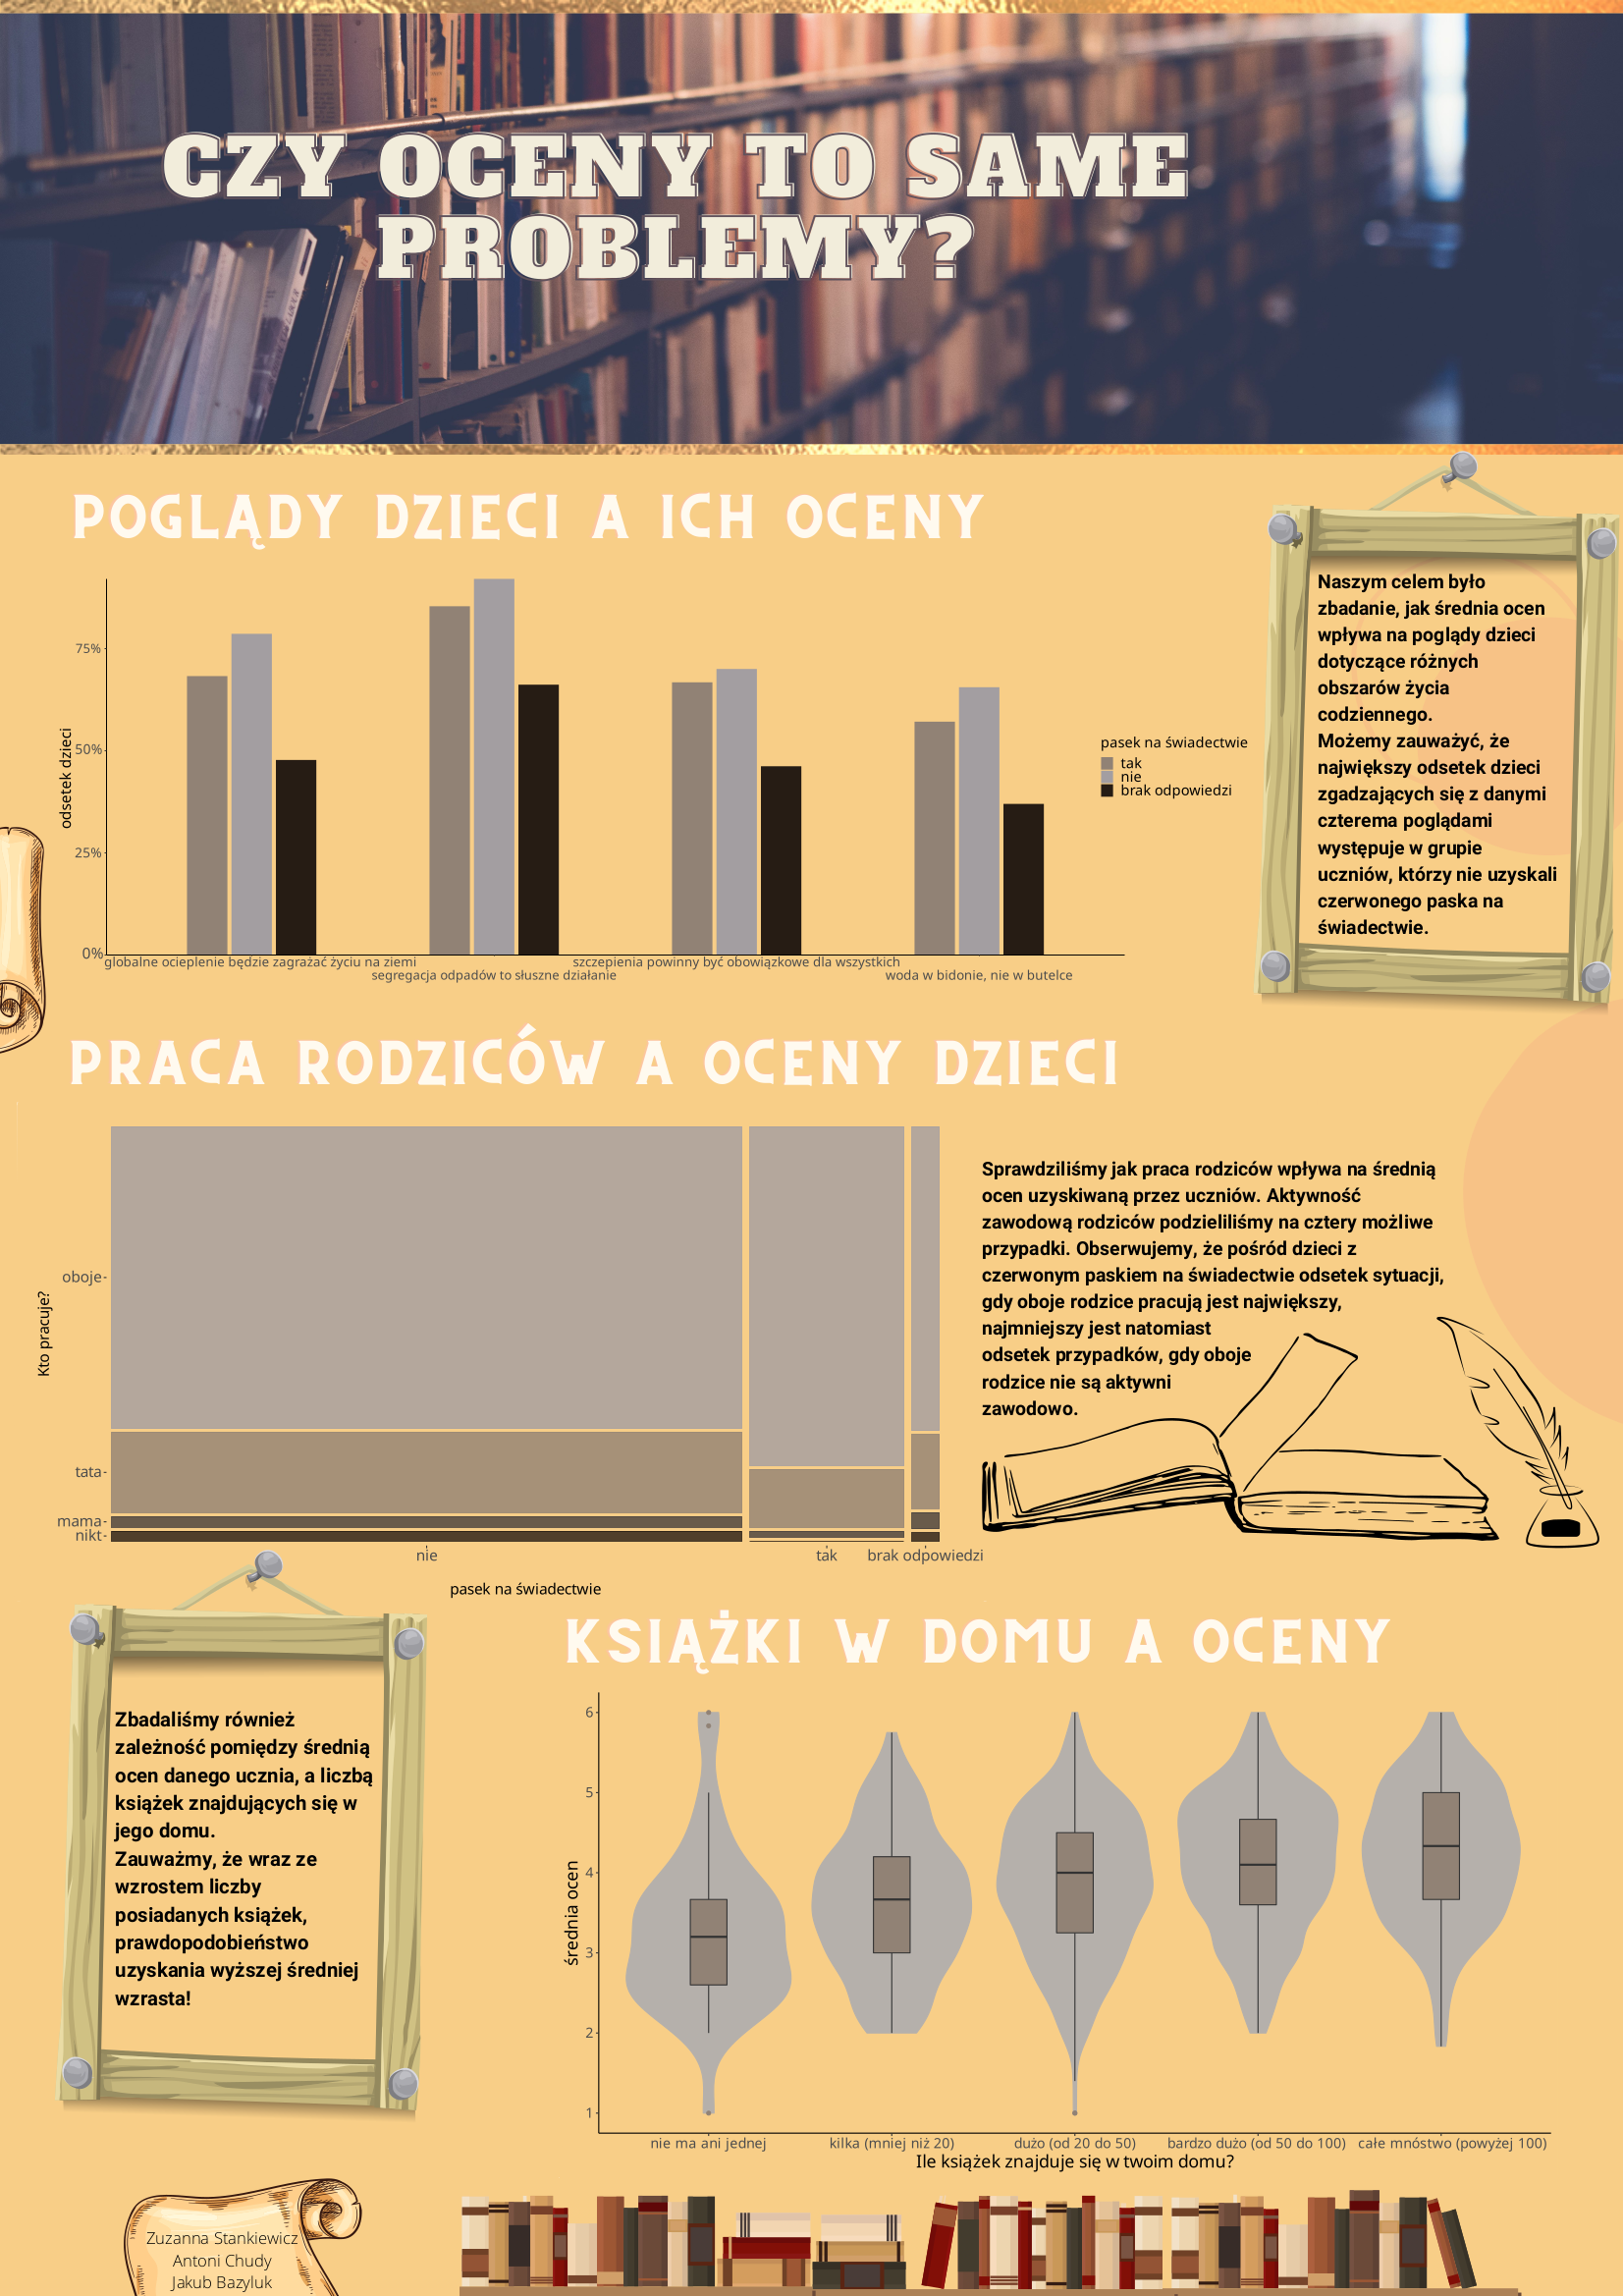 CZY OCENY TO SAME
PROBLEMY?
POGLĄDY DZIECI A ICH OCENY
75%
50%
25%
0%
odsetek dzieci
globalne ocieplenie będzie zagrażać życiu na ziemi
segregacja odpadów to słuszne działanie
szczepienia powinny być obowiązkowe dla wszystkich
woda w bidonie, nie w butelce
pasek na świadectwie
tak
nie
brak odpowiedzi
Naszym celem było
zbadanie, jak średnia ocen
wpływa na poglądy dzieci
dotyczące różnych
obszarów życia
codziennego.
Możemy zauważyć, że
największy odsetek dzieci
zgadzających się z danymi
czterema poglądami
występuje w grupie
uczniów, którzy nie uzyskali
czerwonego paska na
świadectwie.
PRACA RODZICÓW A OCENY DZIECI
Kto pracuje?
oboje
tata
mama
nikt
nie
tak
brak odpowiedzi
pasek na świadectwie
Sprawdziliśmy jak praca rodziców wpływa na średnią
ocen uzyskiwaną przez uczniów. Aktywność
zawodową rodziców podzieliliśmy na cztery możliwe
przypadki. Obserwujemy, że pośród dzieci z
czerwonym paskiem na świadectwie odsetek sytuacji,
gdy oboje rodzice pracują jest największy,
najmniejszy jest natomiast
odsetek przypadków, gdy oboje
rodzice nie są aktywni
zawodowo.
Zbadaliśmy również
zależność pomiędzy średnią
ocen danego ucznia, a liczbą
książek znajdujących się w
jego domu.
Zauważmy, że wraz ze
wzrostem liczby
posiadanych książek,
prawdopodobieństwo
uzyskania wyższej średniej
wzrasta!
KSIĄŻKI W DOMU A OCENY
średnia ocen
6
5
4
3
2
1
nie ma ani jednej
kilka (mniej niż 20)
dużo (od 20 do 50)
bardzo dużo (od 50 do 100)
całe mnóstwo (powyżej 100)
Ile książek znajduje się w twoim domu?
Zuzanna Stankiewicz
Antoni Chudy
Jakub Bazyluk